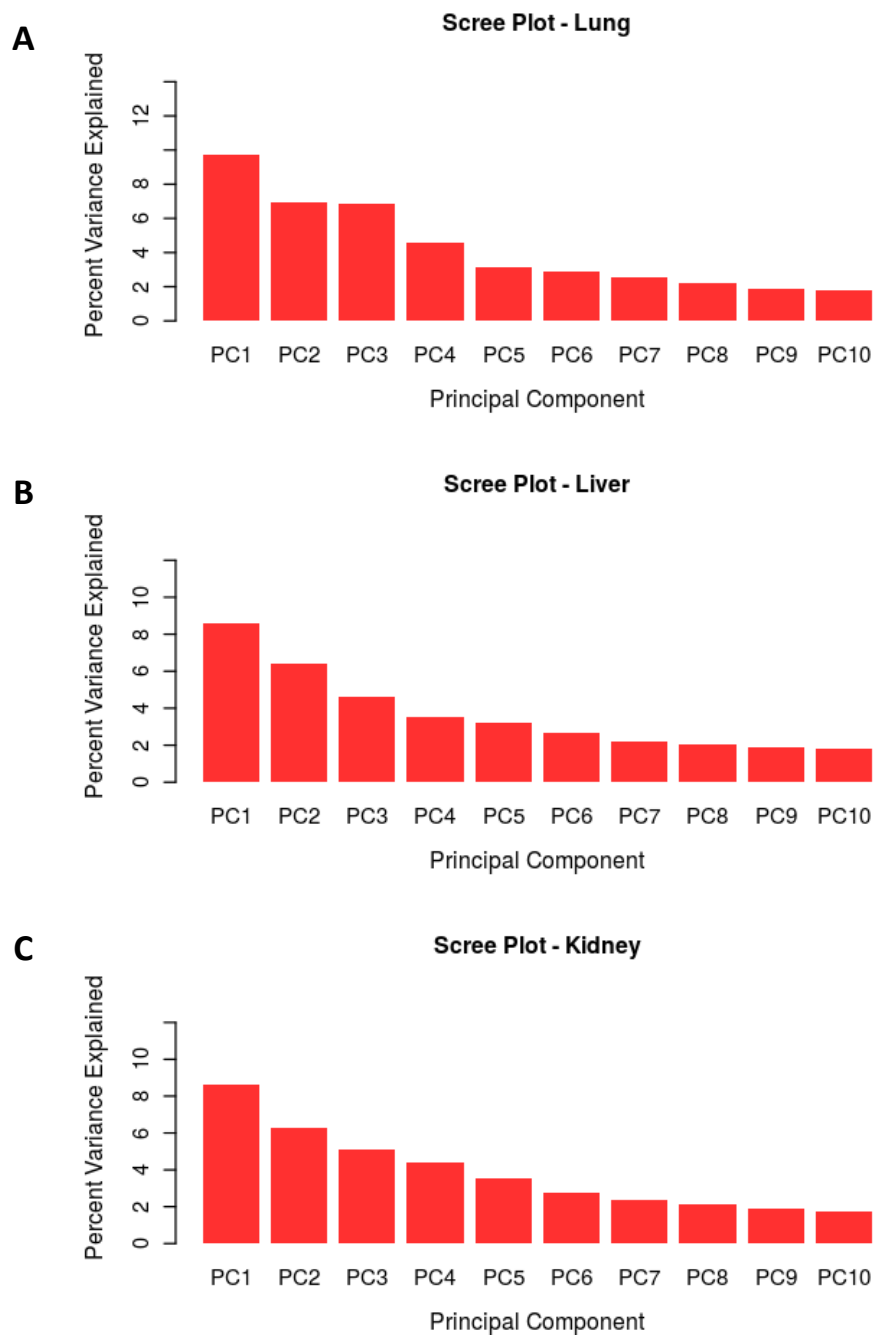 A
Scree Plot - Lung
Percent Variance Explained
12
8
6
4
2
0
PC1 PC2 PC3 PC4 PC5 PC6 PC7 PC8 PC9 PC10
Principal Component
B
Scree Plot - Liver
Percent Variance Explained
10
8
6
4
2
0
PC1 PC2 PC3 PC4 PC5 PC6 PC7 PC8 PC9 PC10
Principal Component
C
Scree Plot - Kidney
Percent Variance Explained
10
8
6
4
2
0
PC1 PC2 PC3 PC4 PC5 PC6 PC7 PC8 PC9 PC10
Principal Component